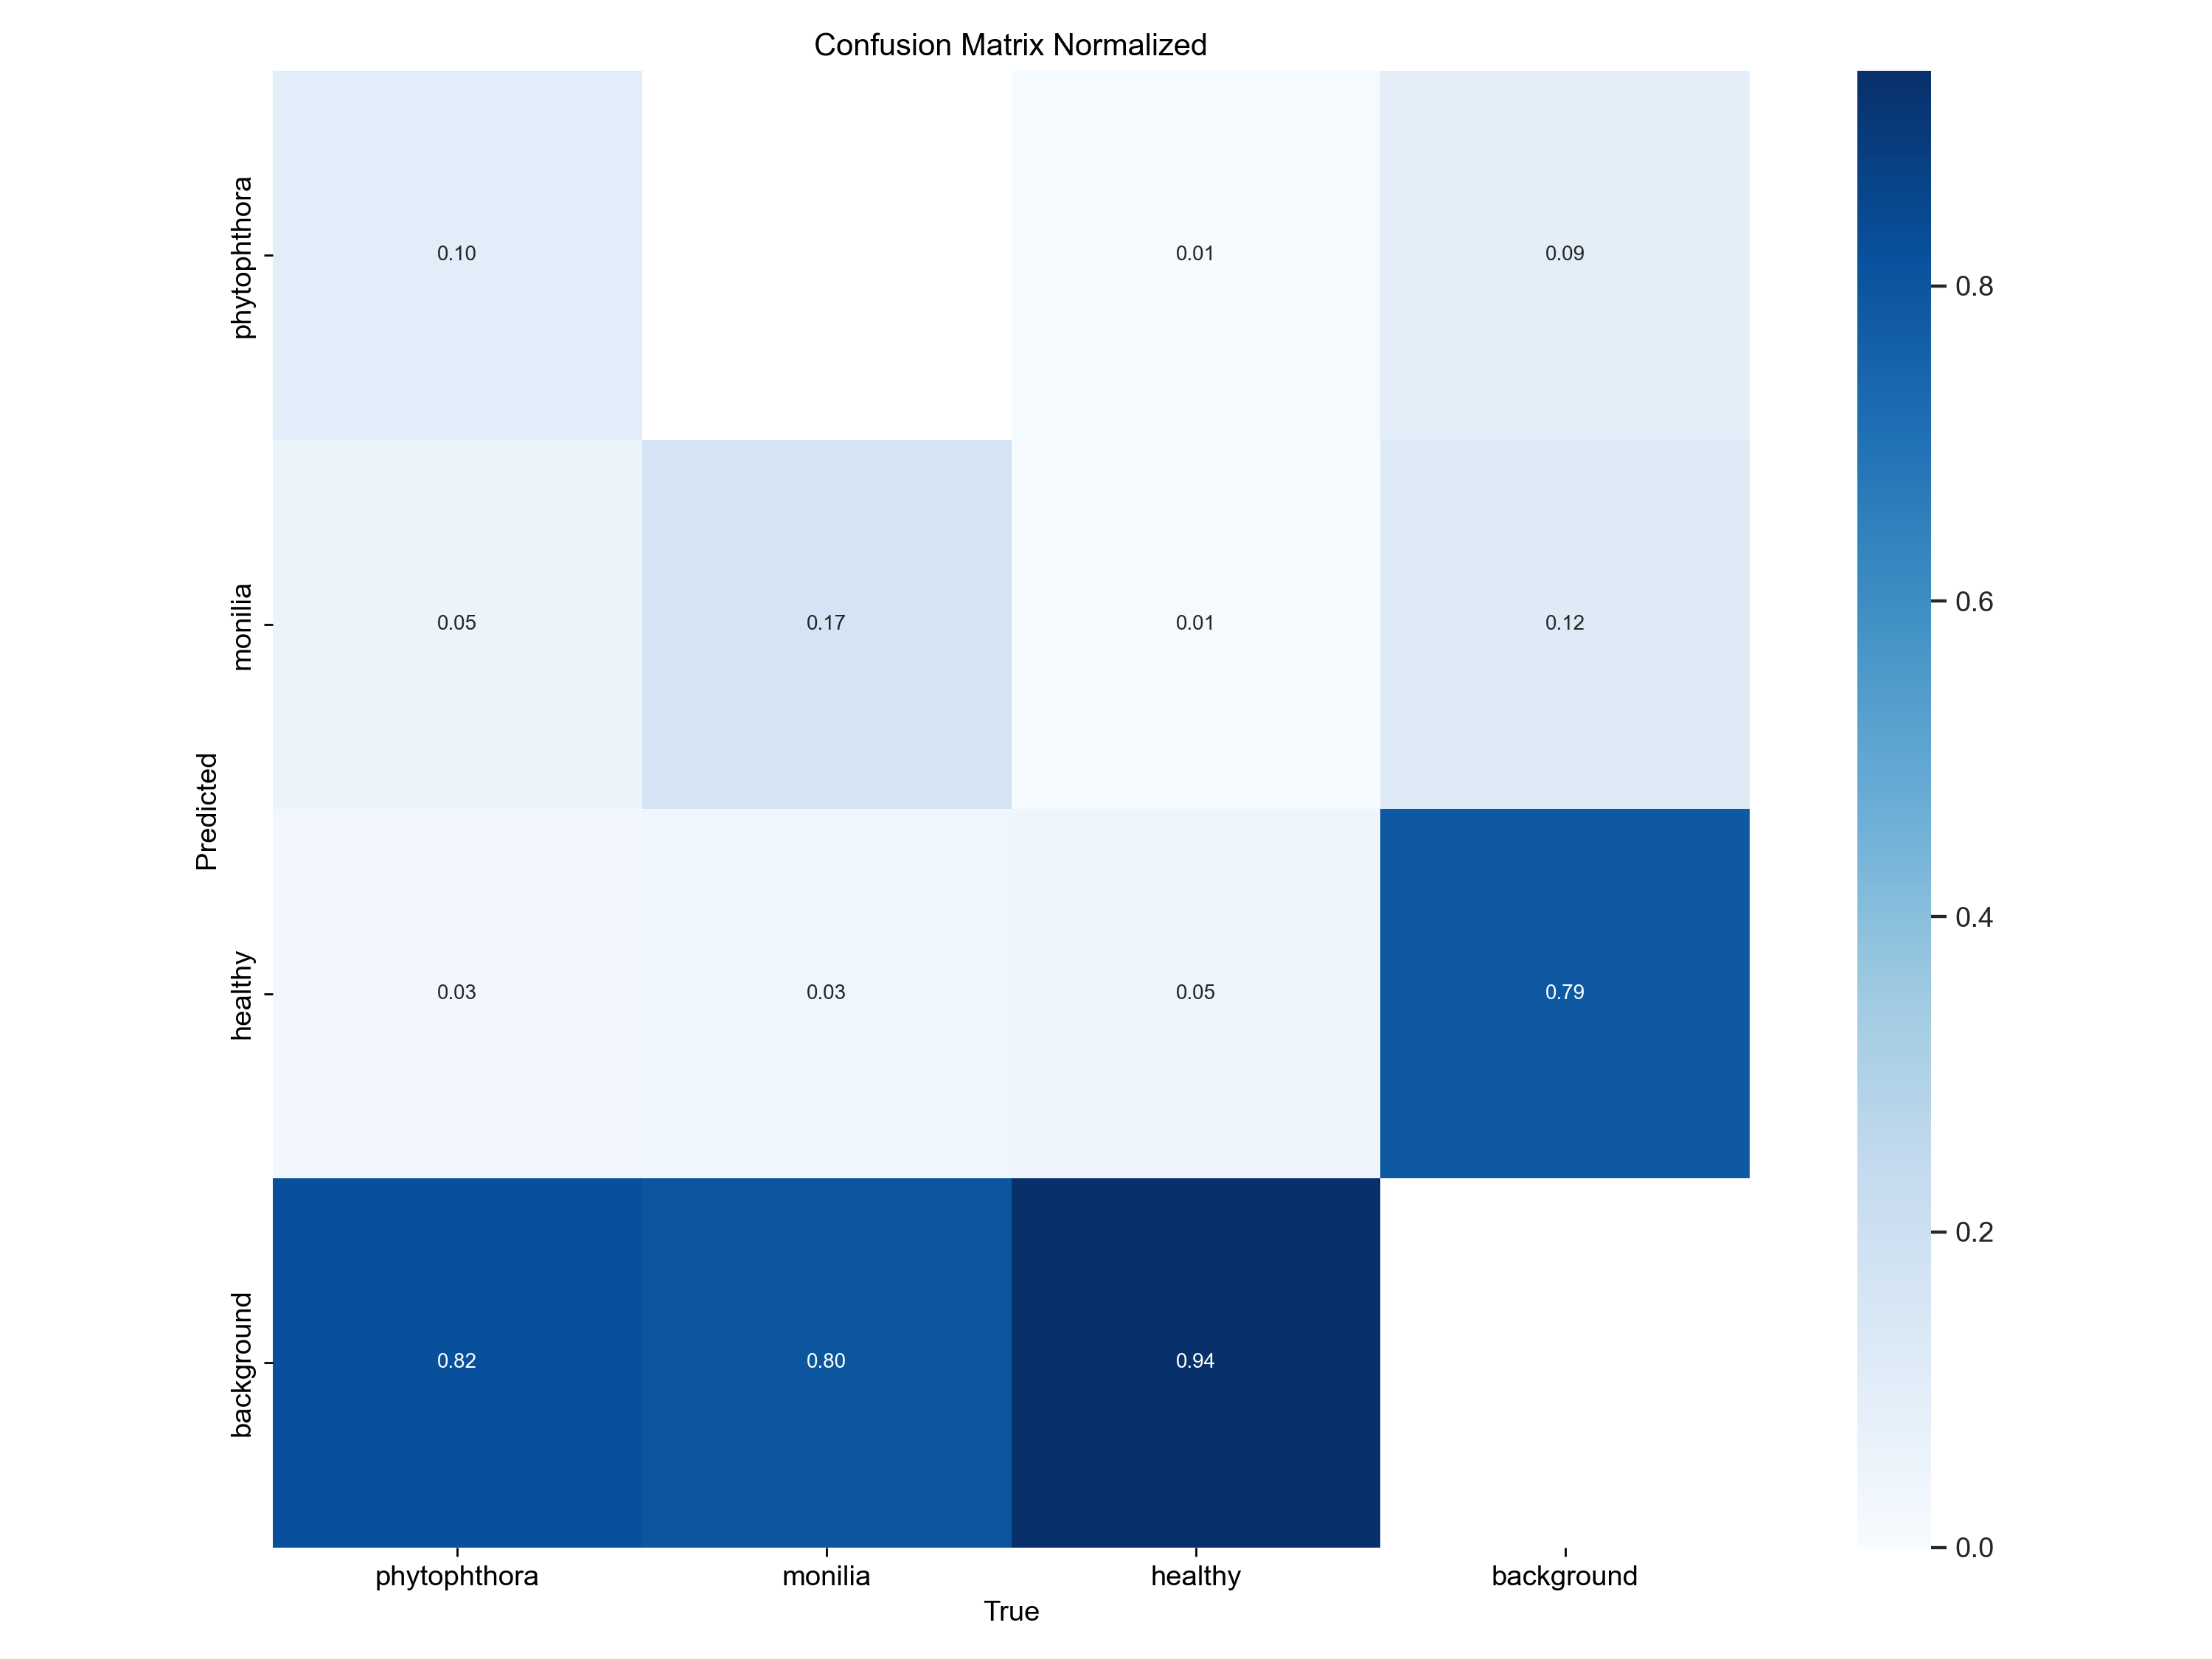 Confusion Matrix Normalized
phytophthora
0.10
0.01
0.09
monilia
0.05
0.17
0.01
0.12
healthy
0.03
0.03
0.05
0.79
background
0.82
0.80
0.94
Predicted
phytophthora
monilia
healthy
background
True
0.8
0.6
0.4
0.2
0.0